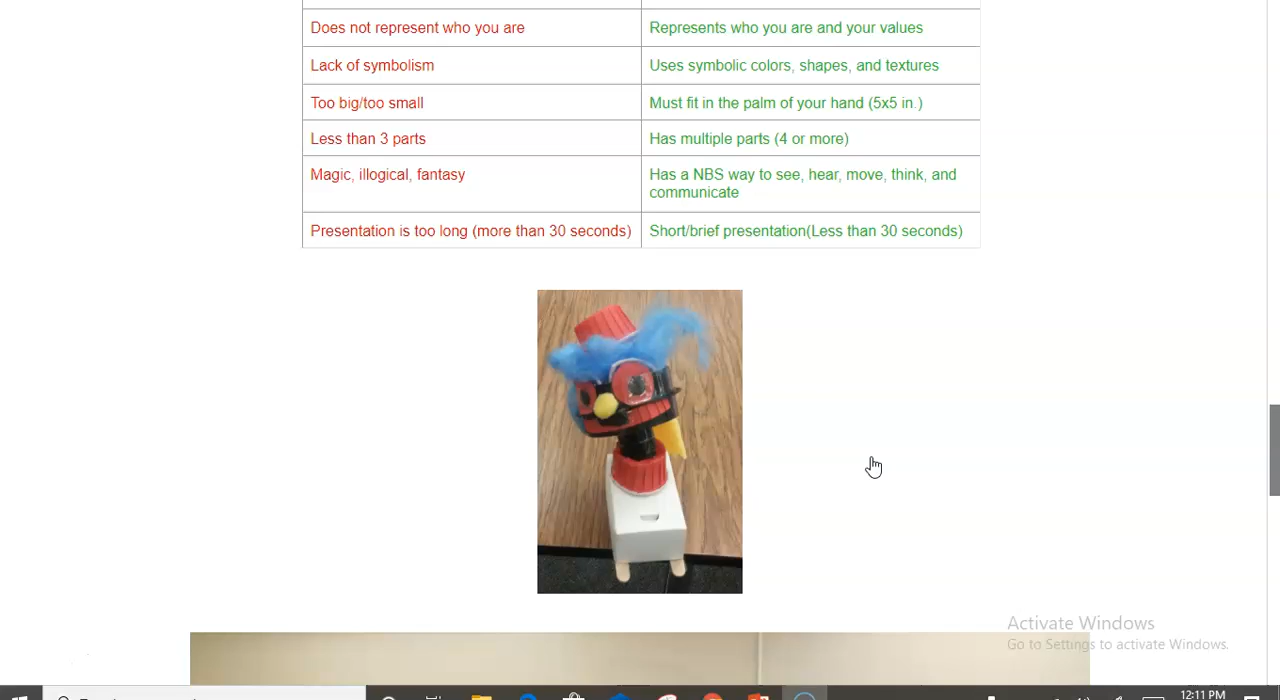 Does not represent who you are
Represents who you are and your values
Lack of symbolism
Uses symbolic colors, shapes, and textures
Too big/too small
Must fit in the palm of your hand (5x5 in.)
Less than 3 parts
Has multiple parts (4 or more)
Magic, illogical, fantasy
Has a NBS way to see, hear, move, think, and
communicate
Presentation is too long (more than 30 seconds)
Short/brief presentation(Less than 30 seconds)
Activate Windows
Go to Settings to activate Windows.
12:11 PM